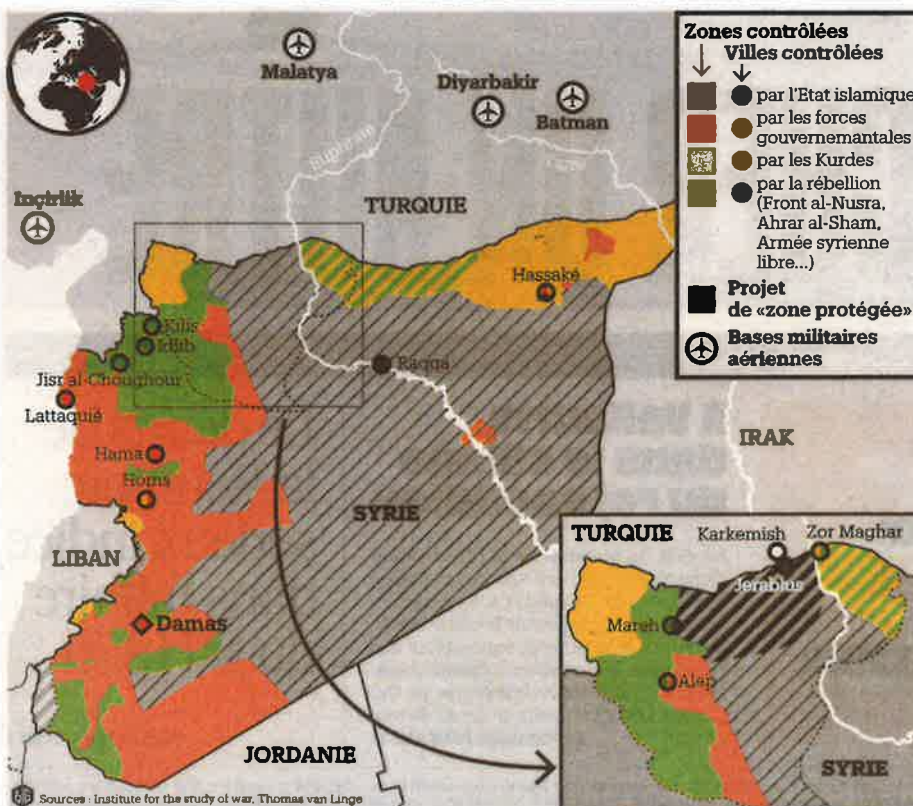 Malatya
Diyarbakir
Batman
Euphrate
Inçirlik
TURQUIE
Hassaké
Kilis
Idlib
Jisr al-Choughour
Raqqa
Lattaquié
IRAK
Hama
Homs
SYRIE
LIBAN
Damas
JORDANIE
Sources : Institute for the study of war, Thomas van Linge
Zones contrôlées
Villes contrôlées
par l'Etat islamique
par les forces
gouvernemantales
par les Kurdes
par la rébellion
(Front al-Nusra,
Ahrar al-Sham,
Armée syrienne
libre...)
Projet
de «zone protégée»
Bases militaires
aériennes
TURQUIE
Karkemish
Zor Maghar
Jerablus
Mareh
Alep
SYRIE